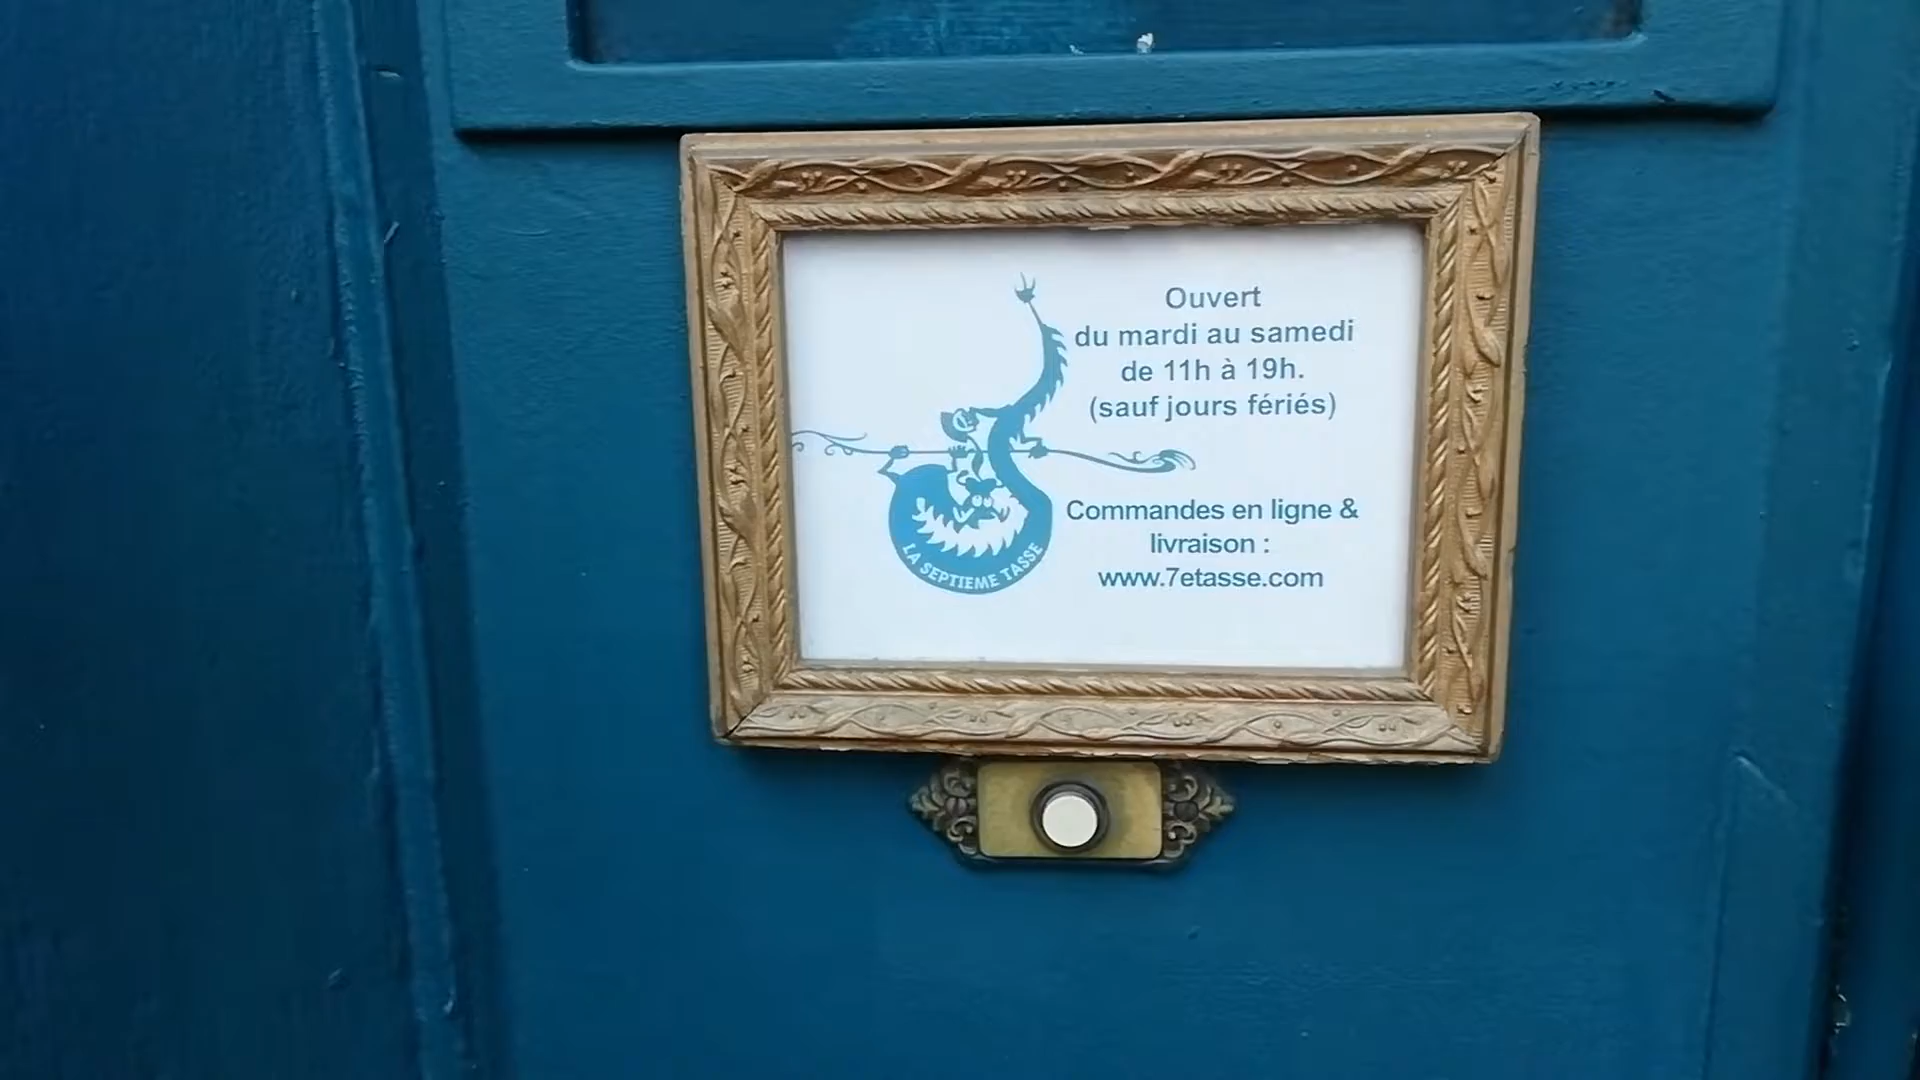 Ouvert
du mardi au samedi
de 11h à 19h.
(sauf jours fériés)
LA SEPTIEME TASSE
Commandes en ligne &
livraison :
www.7etasse.com